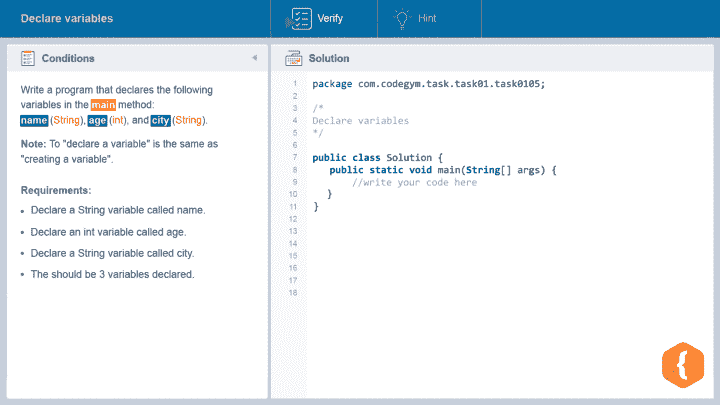 Declare variables
Verify
Hint
Conditions
Write a program that declares the following
variables in the main method:
name (String), age (int), and city (String).
Note: To "declare a variable" is the same as
"creating a variable".
Requirements:
• Declare a String variable called name.
• Declare an int variable called age.
• Declare a String variable called city.
• The should be 3 variables declared.
Solution
1 package com.codegym.task.task01.task0105;
2
3 /*
4 Declare variables
5 */
6
7 public class Solution {
8 public static void main(String[] args) {
9 //write your code here
10 }
11 }
12
13
14
15
16
17
18
{